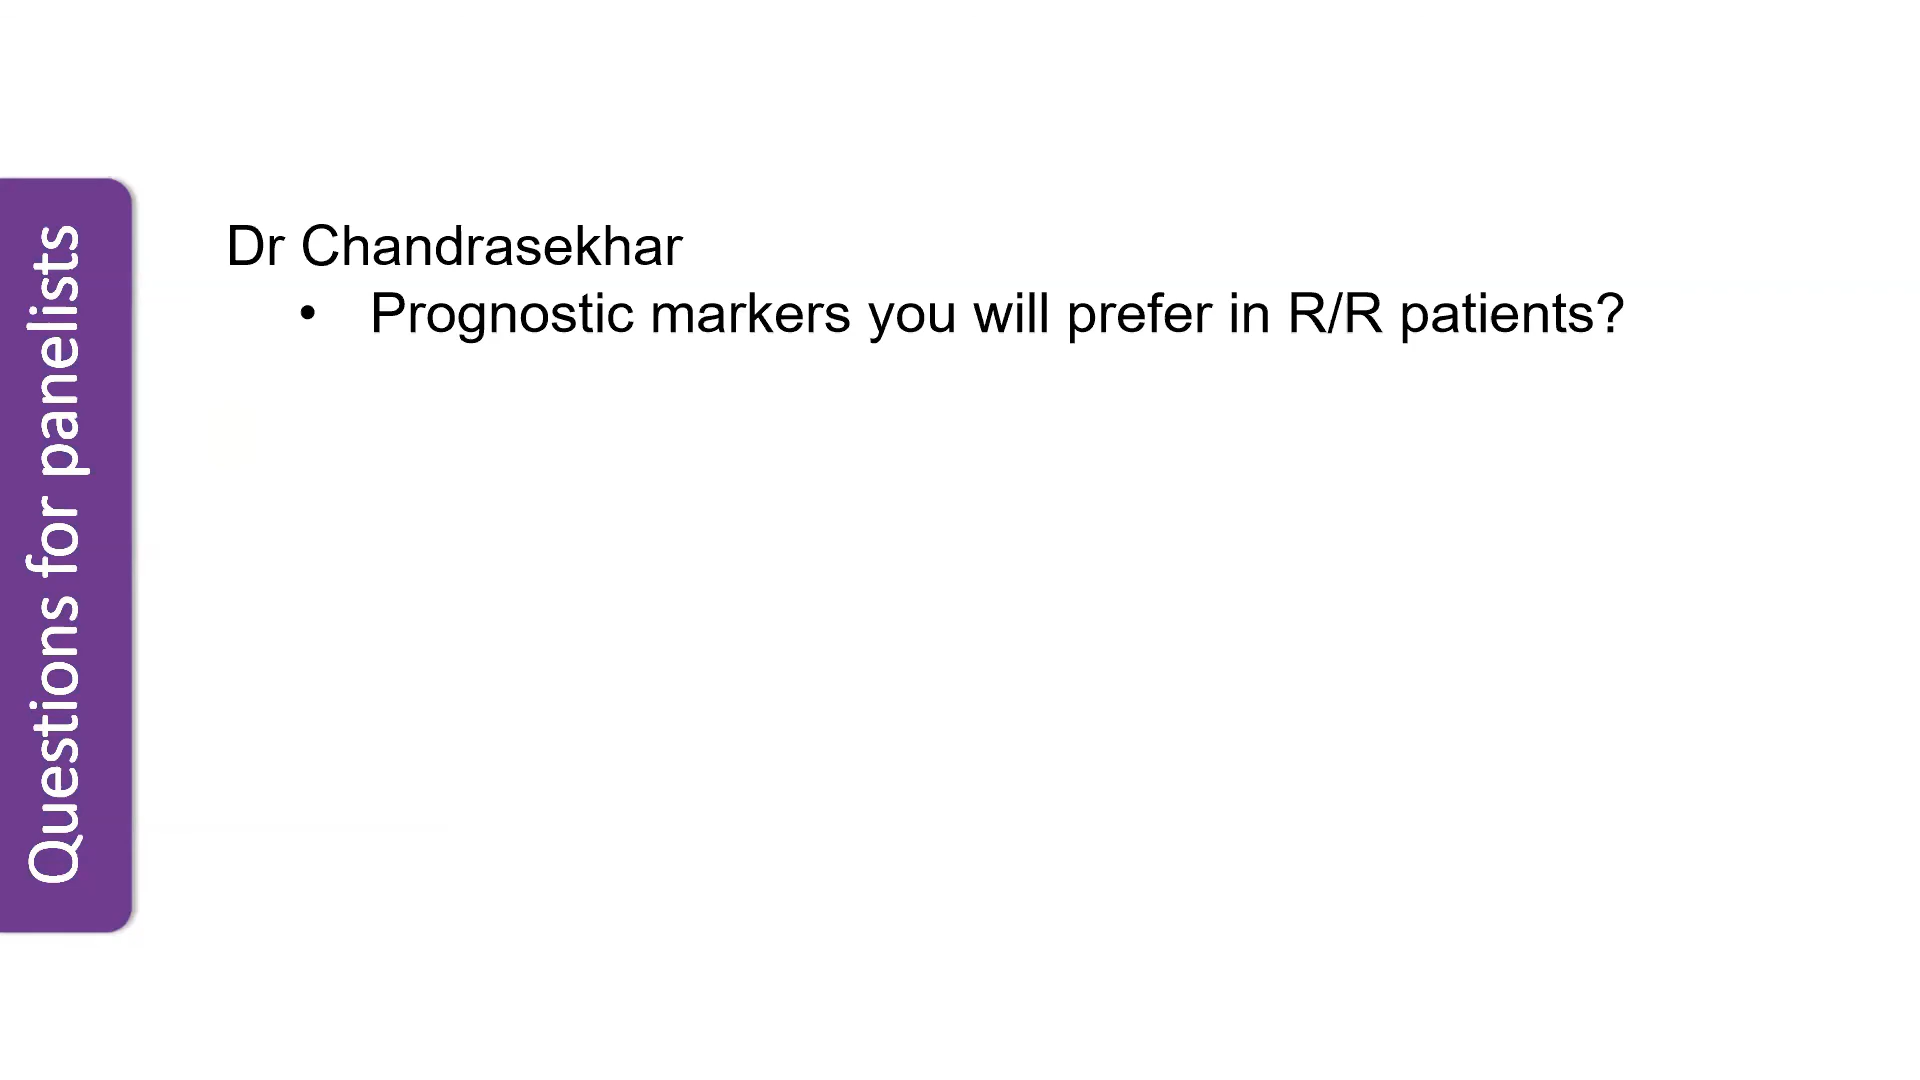 Questions for panelists
Dr Chandrasekhar
• Prognostic markers you will prefer in R/R patients?